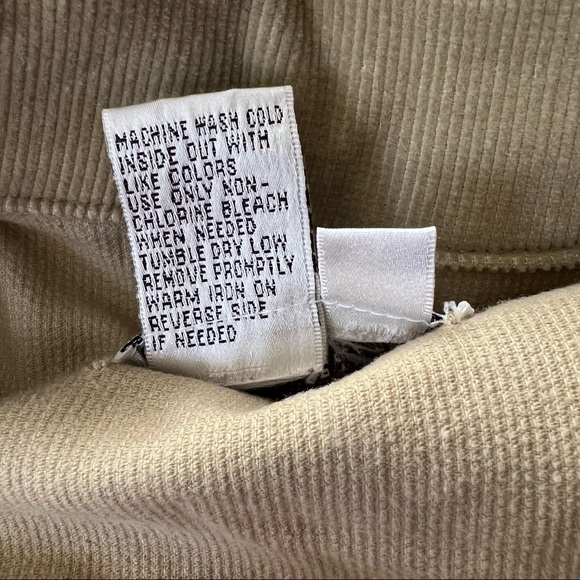 MACHINE WASH COLD
INSIDE OUT WITH
LIKE COLORS
USE ONLY NON-
CHLORINE BLEACH
WHEN NEEDED
TUMBLE DRY LOW
REMOVE PROMPTLY
WARM IRON ON
REVERSE SIDE
IF NEEDED